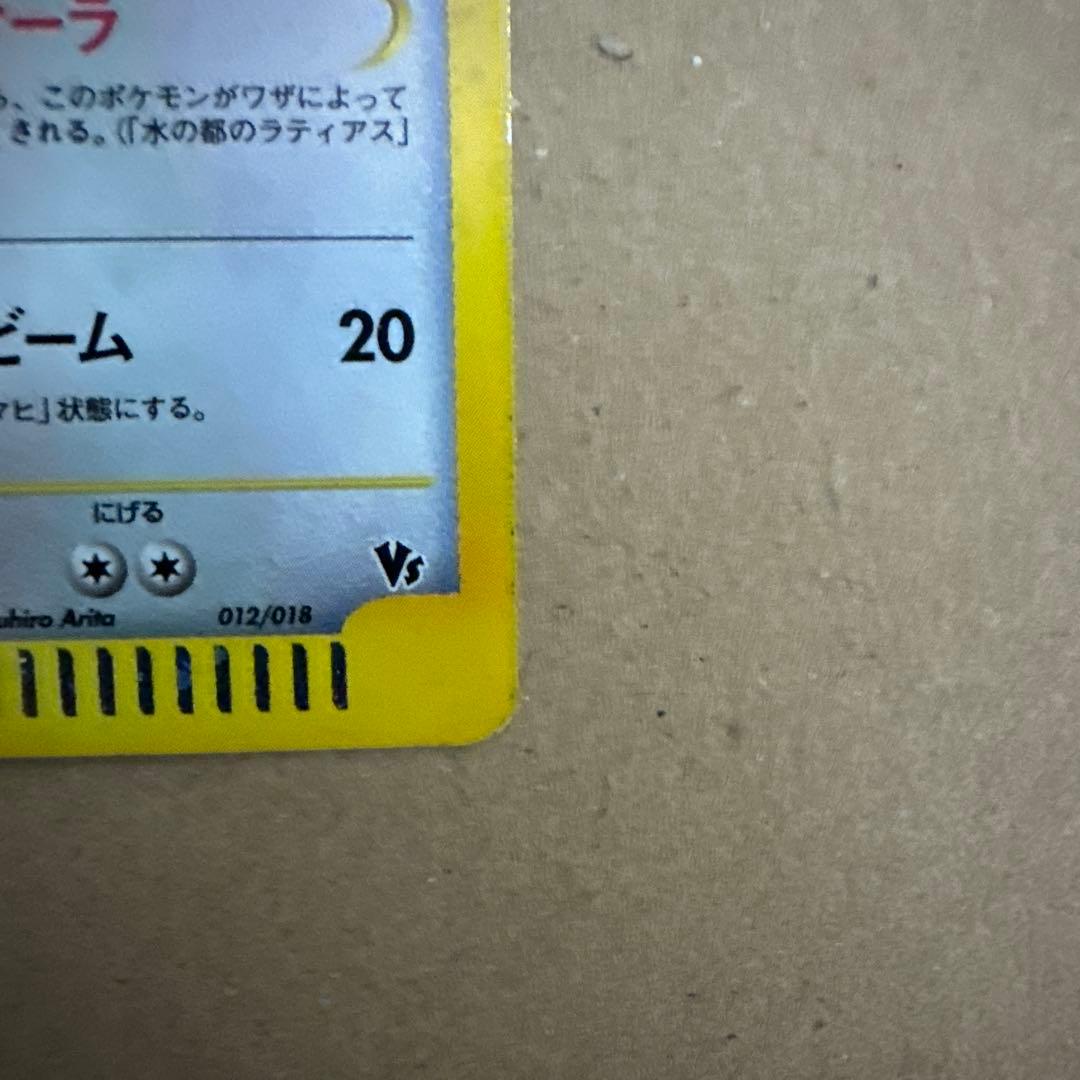 ーラ
、このポケモンがワザによって
される。(「水の都のラティアス」
ビーム 20
マヒ」状態にする。
にげる
Vs
uhiro Arita 012/018